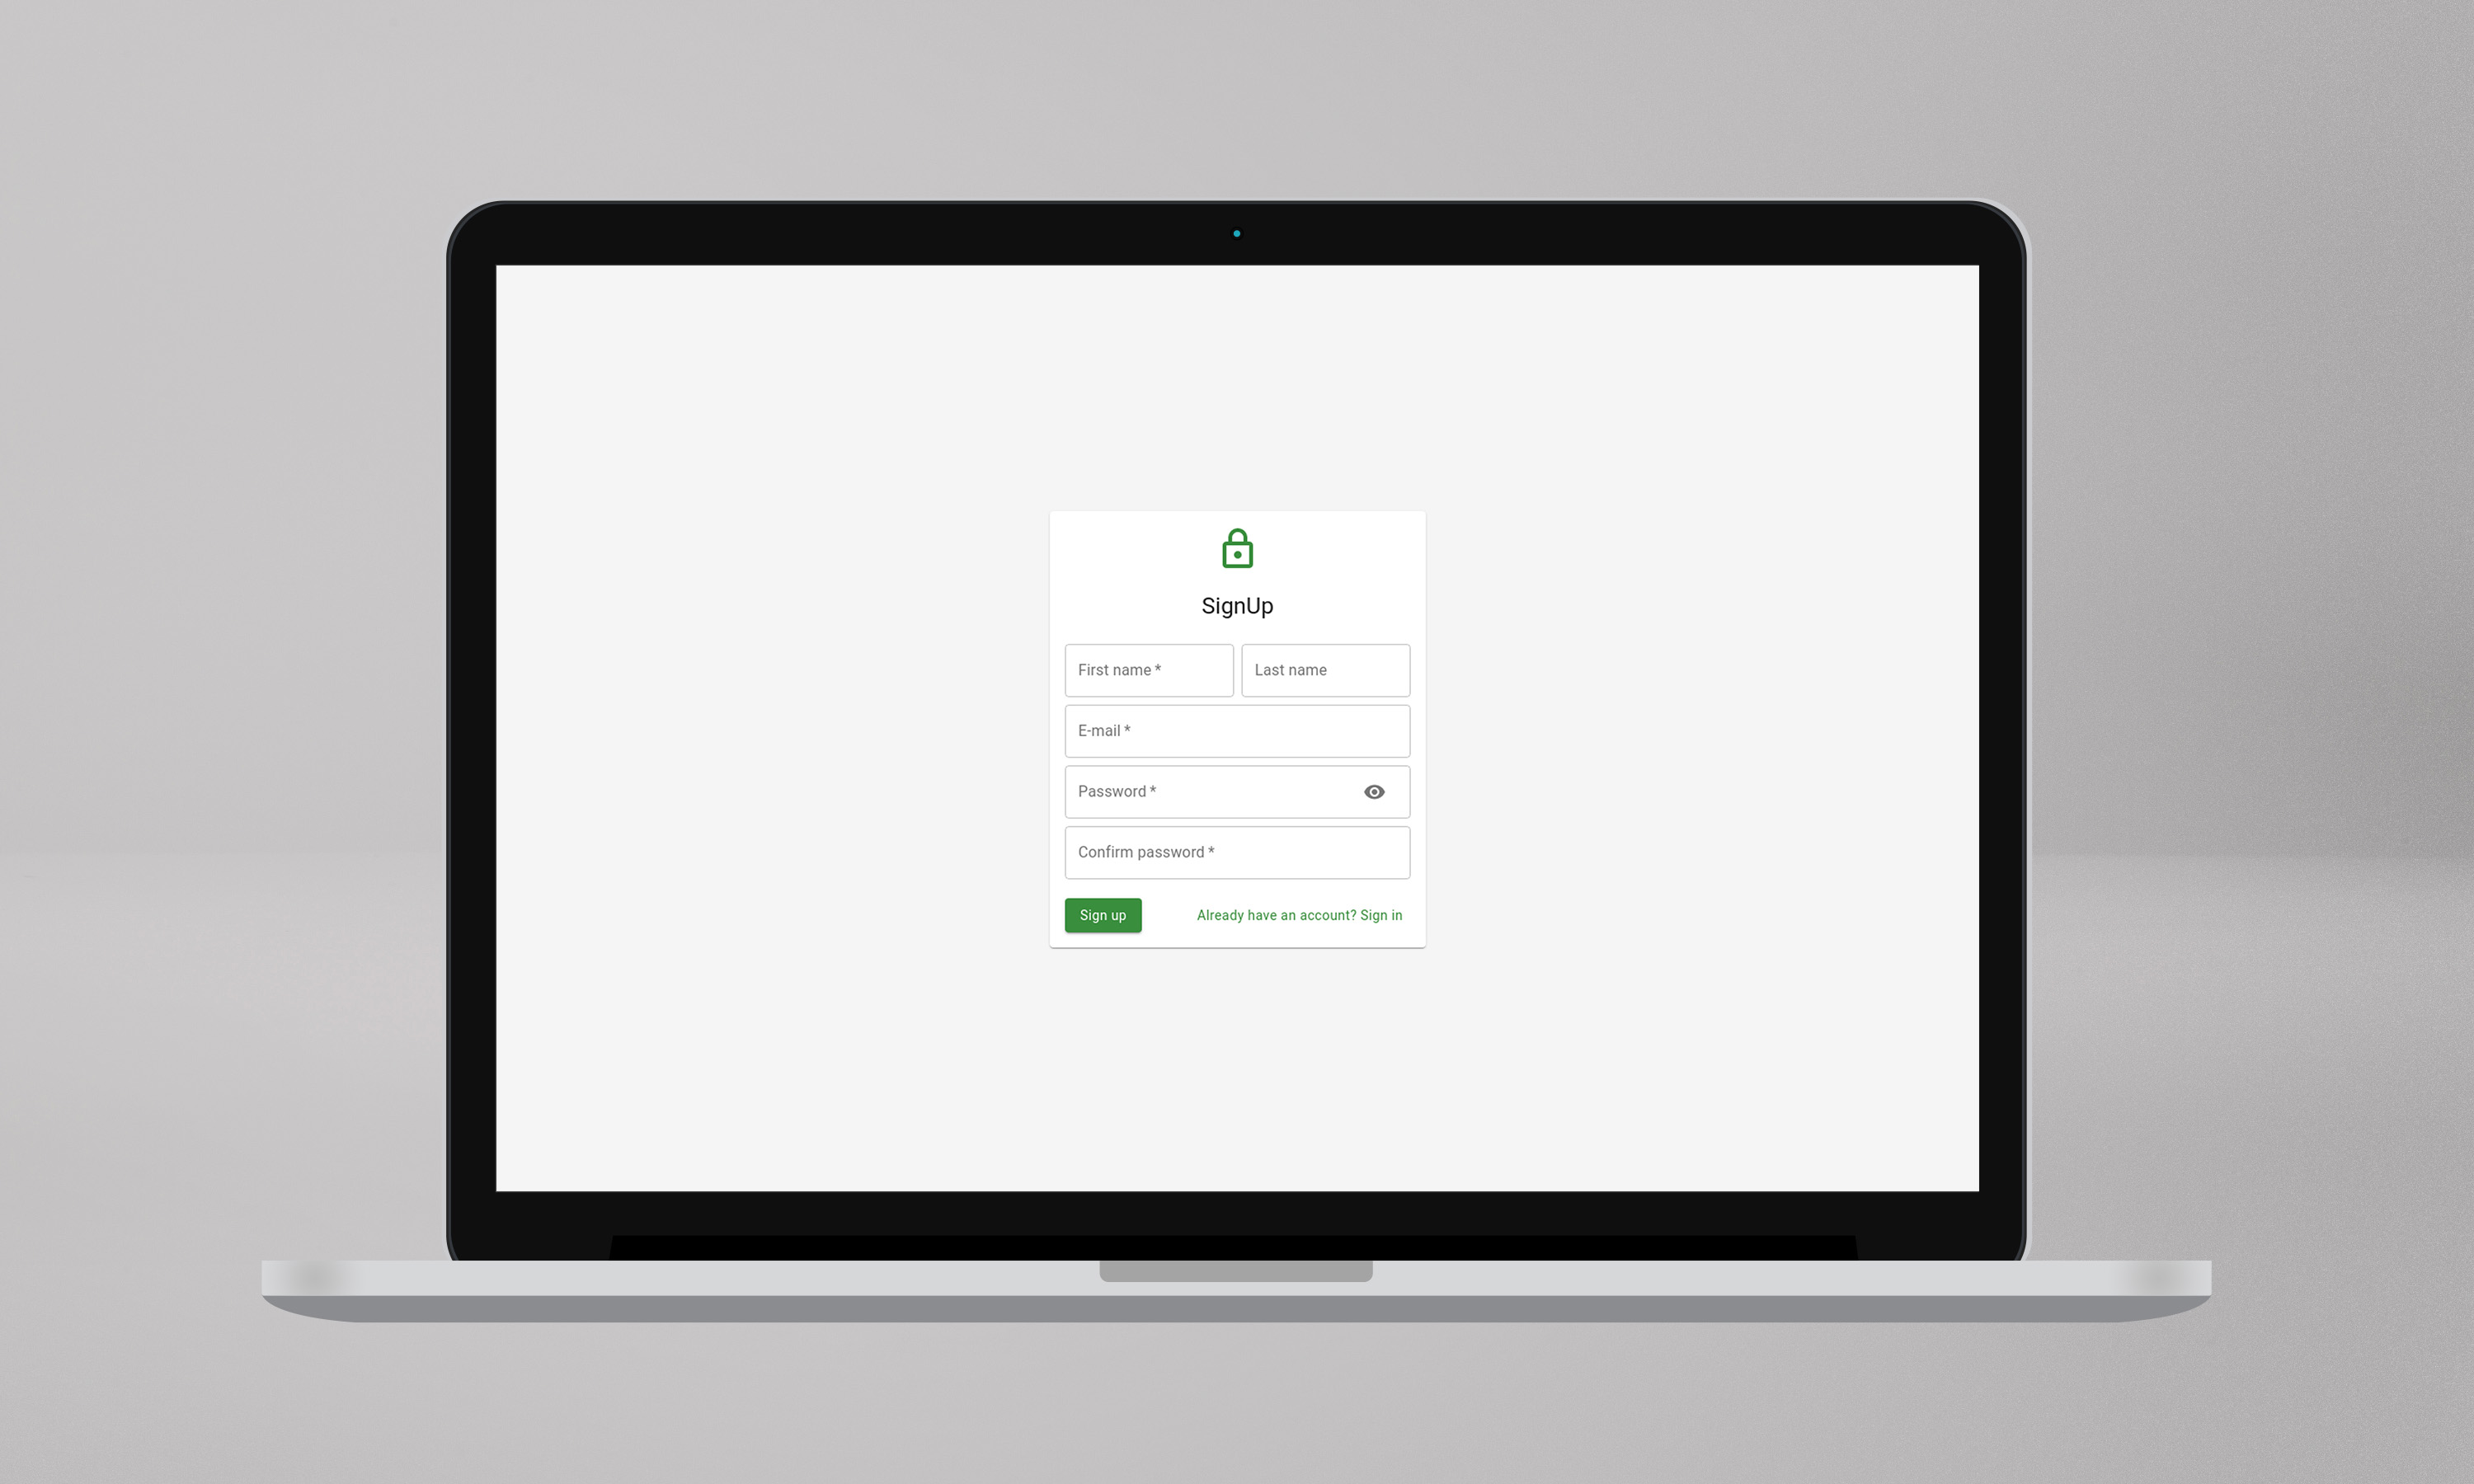 SignUp
First name *
Last name
E-mail *
Password *
Confirm password *
Sign up
Already have an account? Sign in